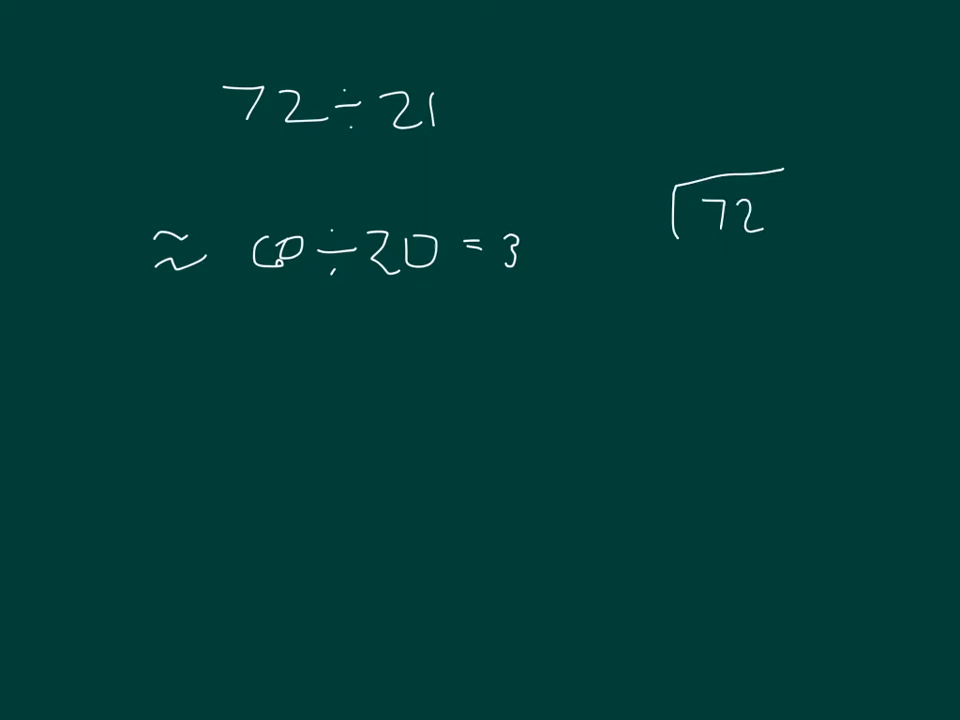 72 ÷ 21
≈ 60 ÷ 20 = 3
72